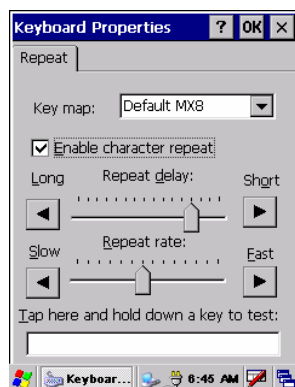 Keyboard Properties ? OK ×
Repeat
Key map: Default MX8
Enable character repeat
Long Repeat delay: Short
Slow Repeat rate: Fast
Tap here and hold down a key to test:
Keyboar... 6:45 AM